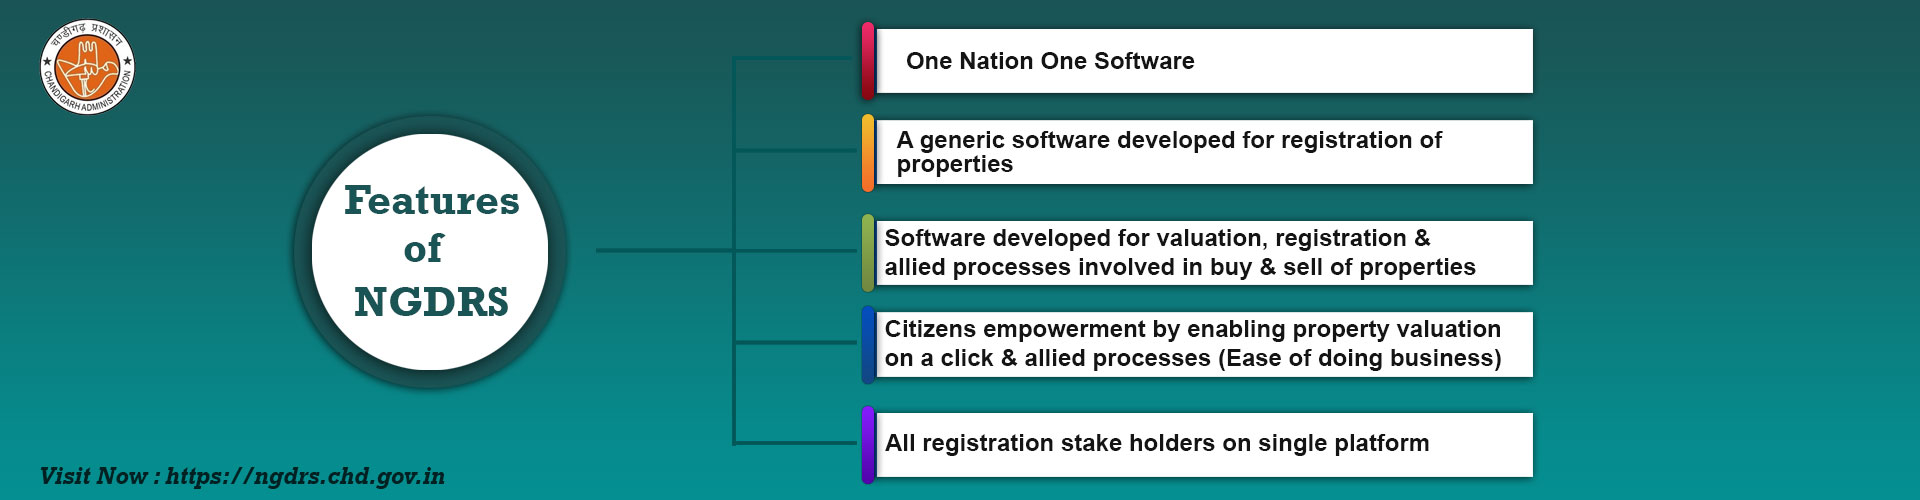 चण्डीगढ़ प्रशासन
CHANDIGARH ADMINISTRATION
Features
of
NGDRS
One Nation One Software
A generic software developed for registration of
properties
Software developed for valuation, registration &
allied processes involved in buy & sell of properties
Citizens empowerment by enabling property valuation
on a click & allied processes (Ease of doing business)
All registration stake holders on single platform
Visit Now : https://ngdrs.chd.gov.in